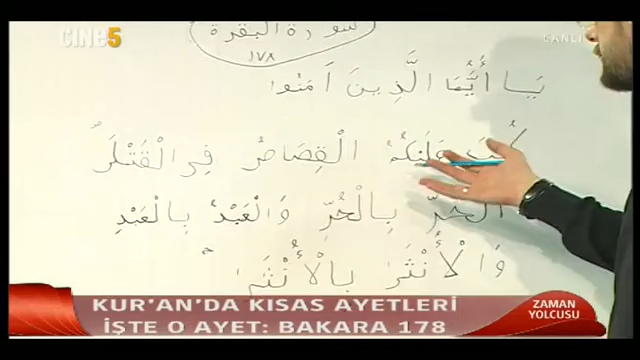 CINE5
سورة البقرة
CANLI
١٧٨
يَا أَيُّهَا الَّذِينَ آمَنُوا
كُتِبَ عَلَيْكُمُ الْقِصَاصُ فِي الْقَتْلَى
الْحُرُّ بِالْحُرِّ وَالْعَبْدُ بِالْعَبْدِ
وَالْأُنْثَى بِالْأُنْثَى
KUR'AN'DA KISAS AYETLERİ
İŞTE O AYET: BAKARA 178
ZAMAN
YOLCUSU